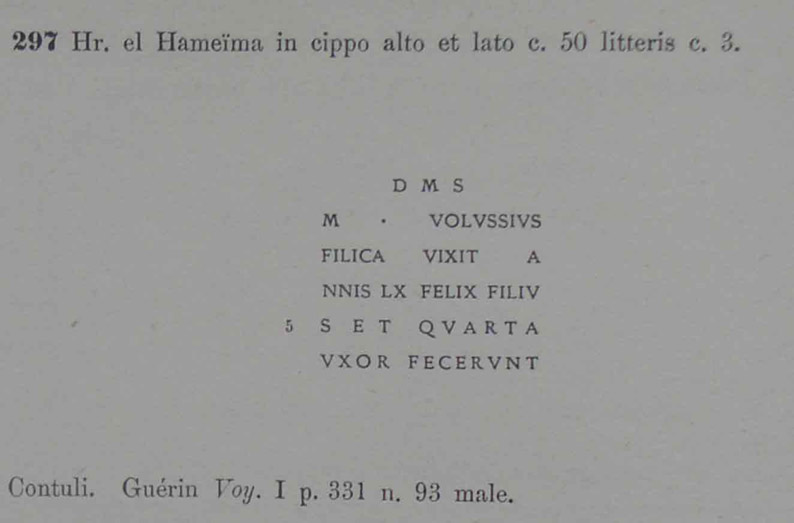 297 Hr. el Hameïma in cippo alto et lato c. 50 litteris c. 3.
D M S
M · VOLVSSIVS
FILICA VIXIT A
NNIS LX FELIX FILIV
5 S E T QVARTA
VXOR FECERVNT
Contuli. Guérin Voy. I p. 331 n. 93 male.